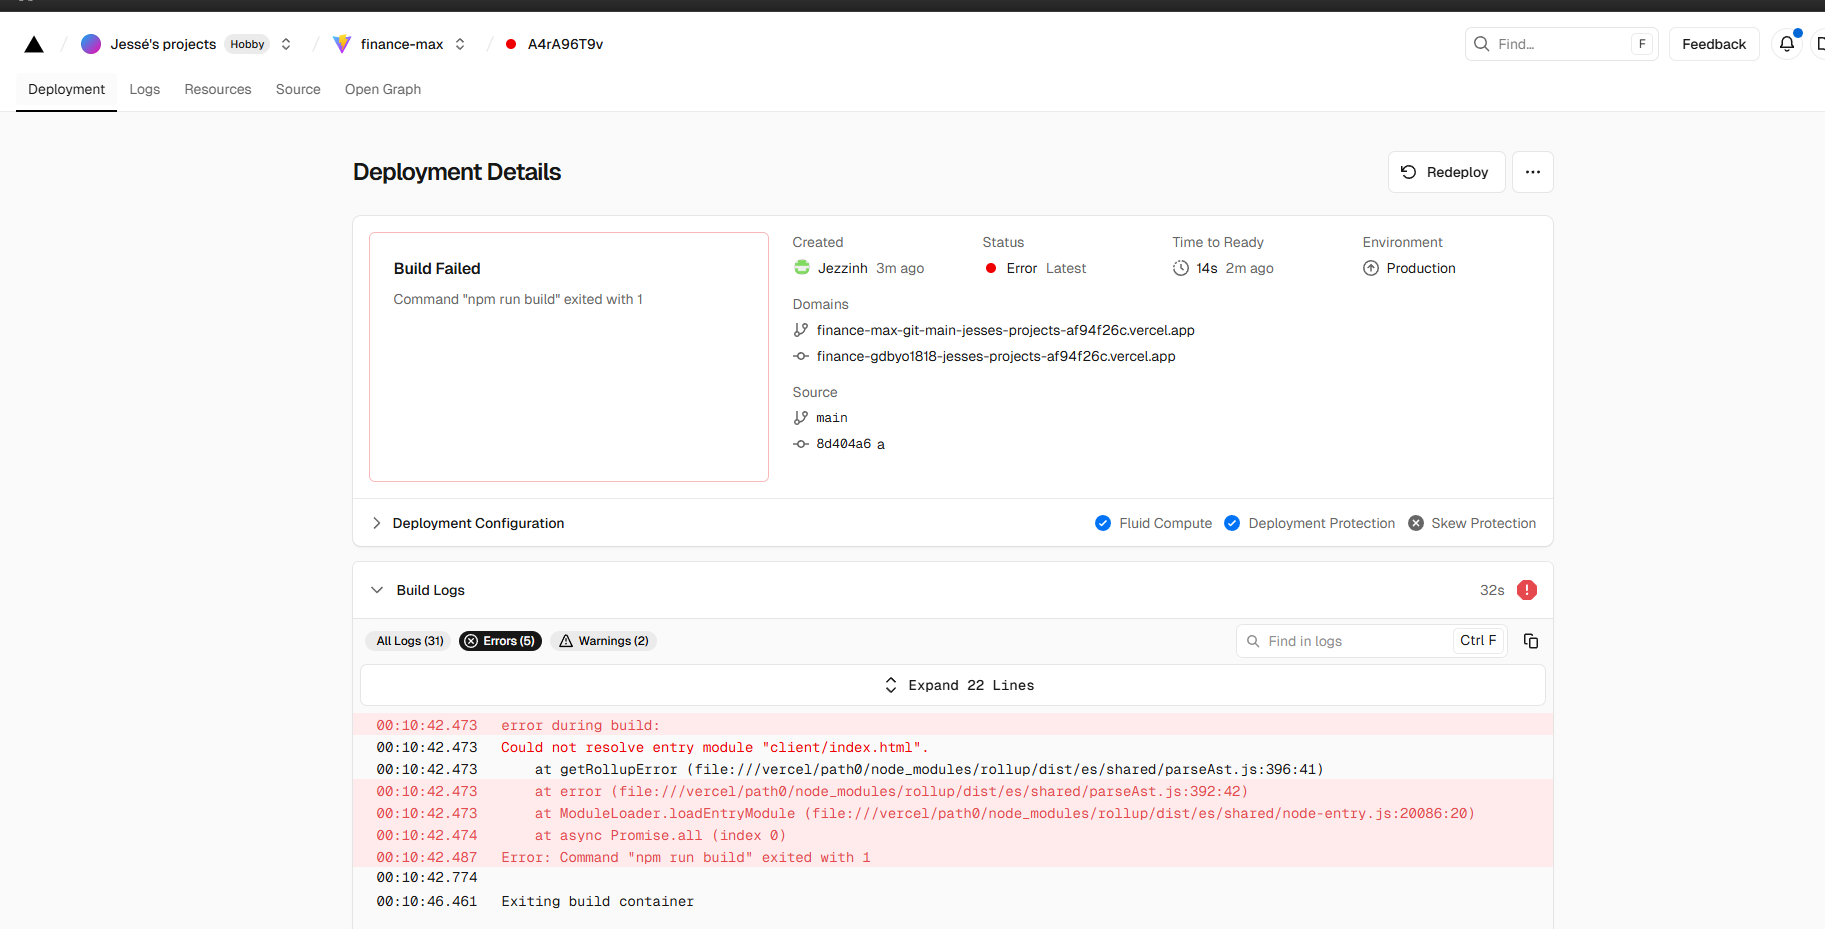 Jessé's projects Hobby finance-max A4rA96T9v Find... F Feedback
Deployment Logs Resources Source Open Graph
Deployment Details
Redeploy
Build Failed
Command "npm run build" exited with 1
Created
Jezzinh 3m ago
Status
Error Latest
Time to Ready
14s 2m ago
Environment
Production
Domains
finance-max-git-main-jesses-projects-af94f26c.vercel.app
finance-gdbyo1818-jesses-projects-af94f26c.vercel.app
Source
main
8d404a6 a
Deployment Configuration
Fluid Compute Deployment Protection Skew Protection
Build Logs 32s
All Logs (31) Errors (5) Warnings (2) Find in logs Ctrl F
Expand 22 Lines
00:10:42.473 error during build:
00:10:42.473 Could not resolve entry module "client/index.html".
00:10:42.473 at getRollupError (file:///vercel/path0/node_modules/rollup/dist/es/shared/parseAst.js:396:41)
00:10:42.473 at error (file:///vercel/path0/node_modules/rollup/dist/es/shared/parseAst.js:392:42)
00:10:42.473 at ModuleLoader.loadEntryModule (file:///vercel/path0/node_modules/rollup/dist/es/shared/node-entry.js:20086:20)
00:10:42.474 at async Promise.all (index 0)
00:10:42.487 Error: Command "npm run build" exited with 1
00:10:42.774
00:10:46.461 Exiting build container